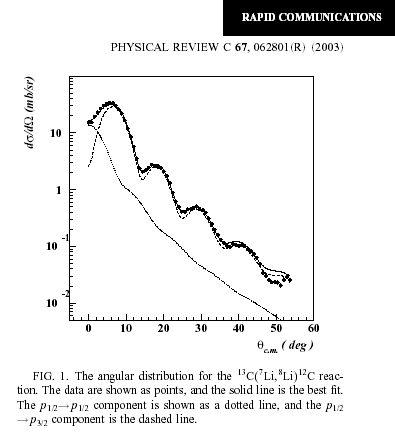 RAPID COMMUNICATIONS
PHYSICAL REVIEW C 67, 062801(R) (2003)
dσ/dΩ (mb/sr)
10
1
10 -1
10 -2
0 10 20 30 40 50 60
θc.m. ( deg )
FIG. 1. The angular distribution for the ¹³C(⁷Li,⁸Li)¹²C reac-
tion. The data are shown as points, and the solid line is the best fit.
The p1/2→p1/2 component is shown as a dotted line, and the p1/2
→p3/2 component is the dashed line.